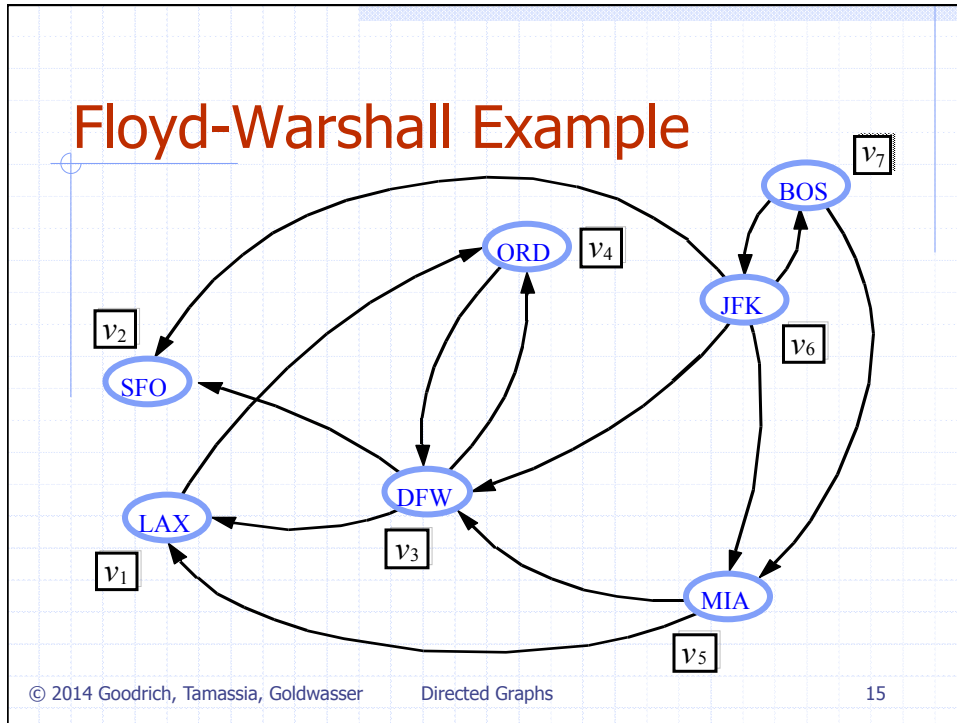 Floyd-Warshall Example
v7
BOS
ORD
v4
JFK
v2
v6
SFO
DFW
LAX
v3
v1
MIA
v5
© 2014 Goodrich, Tamassia, Goldwasser
Directed Graphs
15